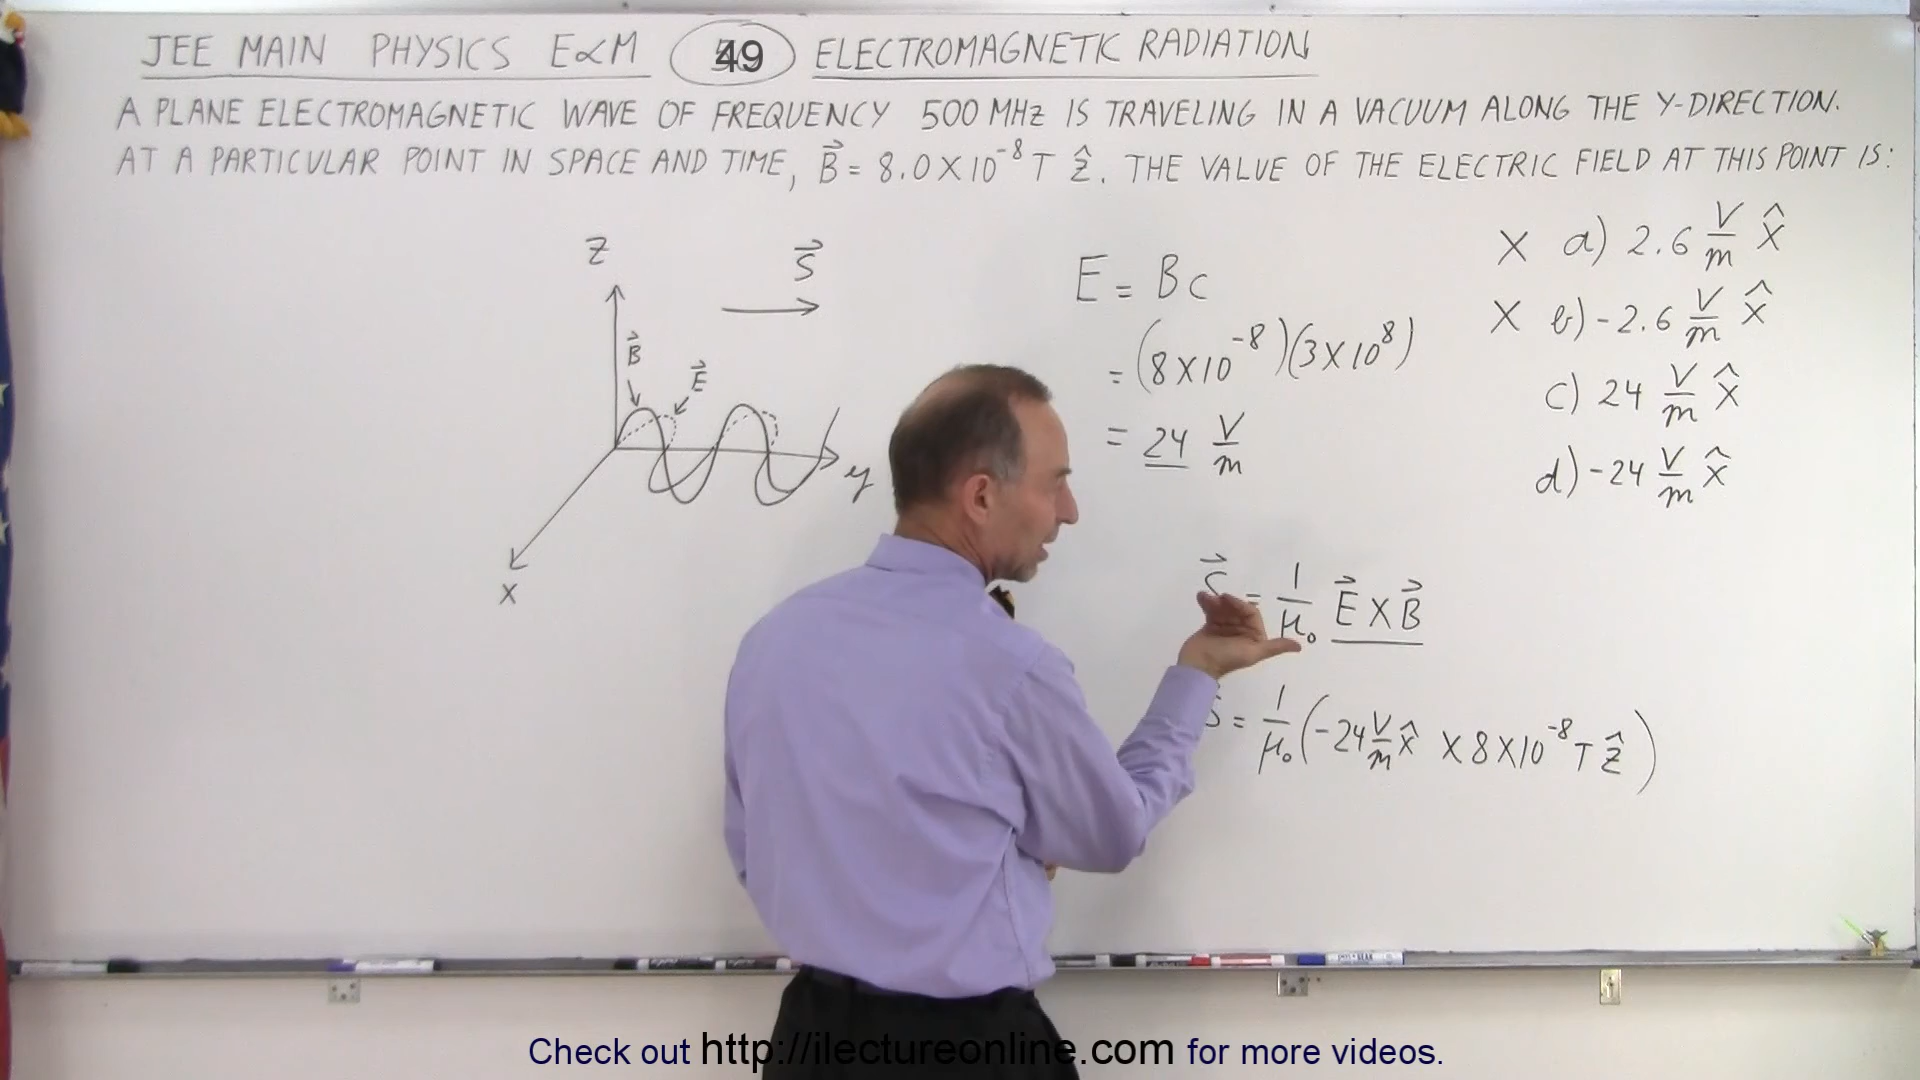 JEE MAIN PHYSICS E&M 49 ELECTROMAGNETIC RADIATION
A PLANE ELECTROMAGNETIC WAVE OF FREQUENCY 500 MHz IS TRAVELING IN A VACUUM ALONG THE Y-DIRECTION.
AT A PARTICULAR POINT IN SPACE AND TIME, B⃗ = 8.0 X 10⁻⁸ T ẑ. THE VALUE OF THE ELECTRIC FIELD AT THIS POINT IS:
Z
S⃗
B⃗
E⃗
y
X
E = Bc
= (8 X 10⁻⁸)(3 X 10⁸)
= 24 V/m
X a) 2.6 V/m x̂
X b) -2.6 V/m x̂
c) 24 V/m x̂
d) -24 V/m x̂
S⃗ = 1/μ₀ E⃗ X B⃗
S = 1/μ₀ (-24 V/m x̂ X 8 X 10⁻⁸ T ẑ)
Check out http://ilectureonline.com for more videos.